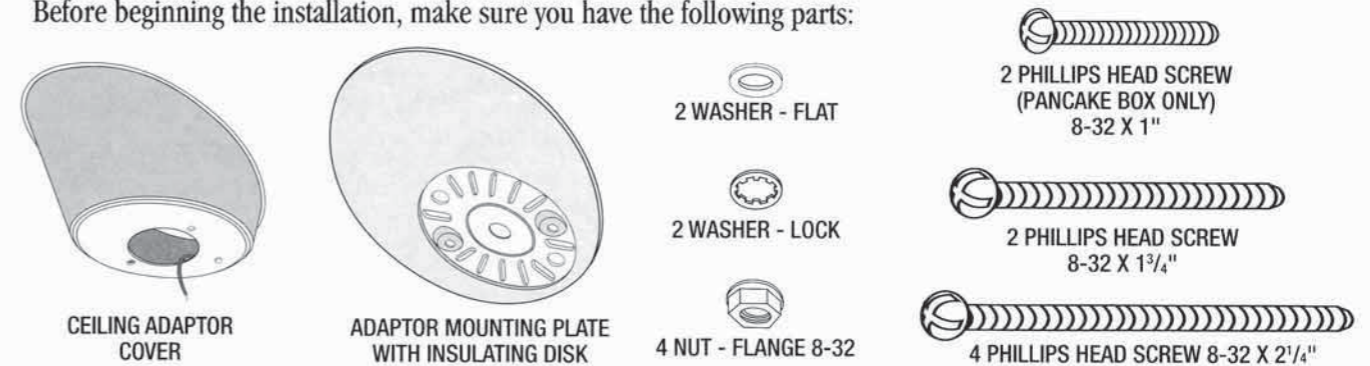 Before beginning the installation, make sure you have the following parts:
CEILING ADAPTOR
COVER
ADAPTOR MOUNTING PLATE
WITH INSULATING DISK
2 WASHER - FLAT
2 WASHER - LOCK
4 NUT - FLANGE 8-32
2 PHILLIPS HEAD SCREW
(PANCAKE BOX ONLY)
8-32 X 1"
2 PHILLIPS HEAD SCREW
8-32 X 1³/₄"
4 PHILLIPS HEAD SCREW 8-32 X 2¹/₄"